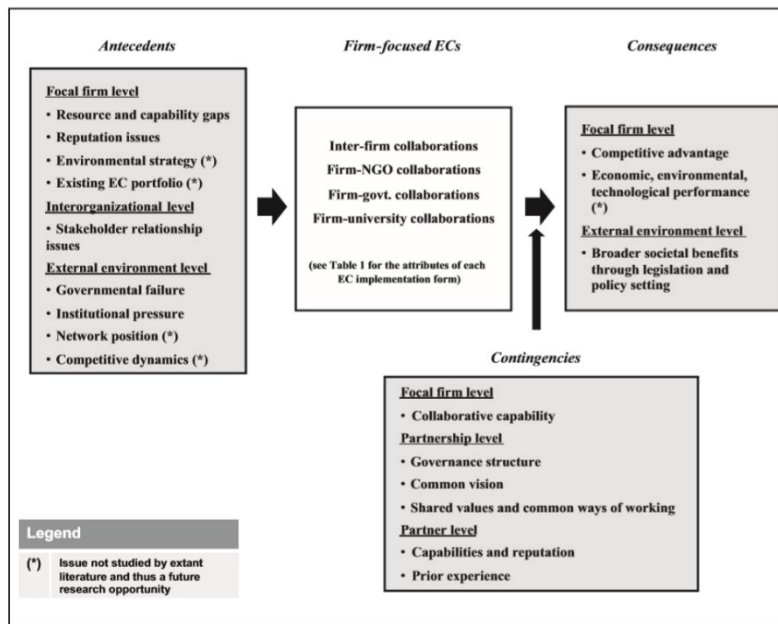 Antecedents
Focal firm level
• Resource and capability gaps
• Reputation issues
• Environmental strategy (*)
• Existing EC portfolio (*)
Interorganizational level
• Stakeholder relationship
issues
External environment level
• Governmental failure
• Institutional pressure
• Network position (*)
• Competitive dynamics (*)
Firm-focused ECs
Inter-firm collaborations
Firm-NGO collaborations
Firm-govt. collaborations
Firm-university collaborations
(see Table 1 for the attributes of each
EC implementation form)
Consequences
Focal firm level
• Competitive advantage
• Economic, environmental,
technological performance
(*)
External environment level
• Broader societal benefits
through legislation and
policy setting
Contingencies
Focal firm level
• Collaborative capability
Partnership level
• Governance structure
• Common vision
• Shared values and common ways of working
Partner level
• Capabilities and reputation
• Prior experience
Legend
(*) Issue not studied by extant
literature and thus a future
research opportunity